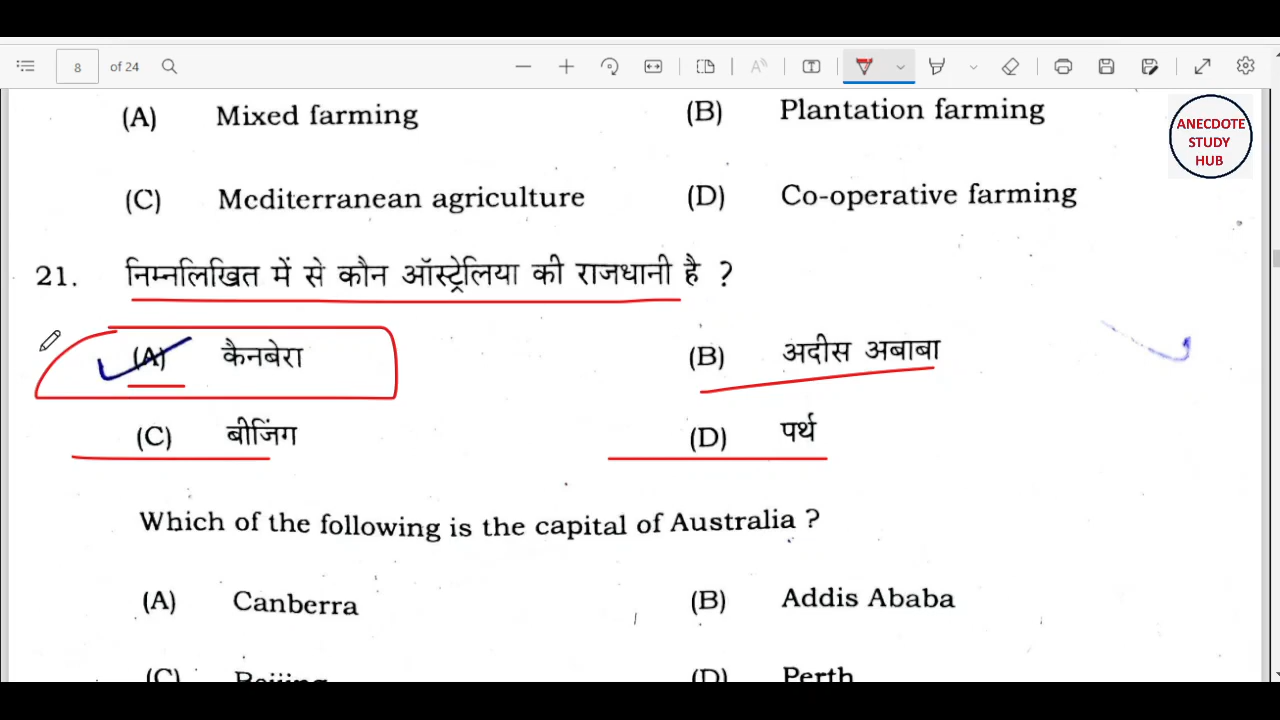 8 of 24
(A) Mixed farming (B) Plantation farming
ANECDOTE
STUDY
HUB
(C) Mediterranean agriculture (D) Co-operative farming
21. निम्नलिखित में से कौन ऑस्ट्रेलिया की राजधानी है ?
(A) कैनबेरा (B) अदीस अबाबा
(C) बीजिंग (D) पर्थ
Which of the following is the capital of Australia ?
(A) Canberra (B) Addis Ababa
(C) Beijing (D) Perth